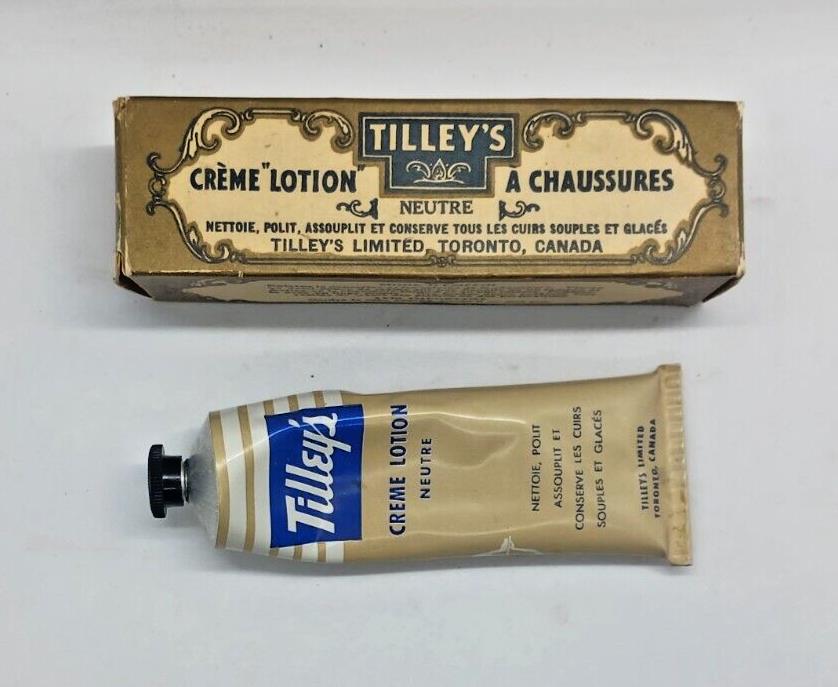 TILLEY'S
CRÈME "LOTION" À CHAUSSURES
NEUTRE
NETTOIE, POLIT, ASSOUPLIT ET CONSERVE TOUS LES CUIRS SOUPLES ET GLACÉS
TILLEY'S LIMITED, TORONTO, CANADA
Tilley's
CREME LOTION
NEUTRE
NETTOIE, POLIT
ASSOUPLIT ET
CONSERVE LES CUIRS
SOUPLES ET GLACÉS
TILLEY'S LIMITED
TORONTO, CANADA